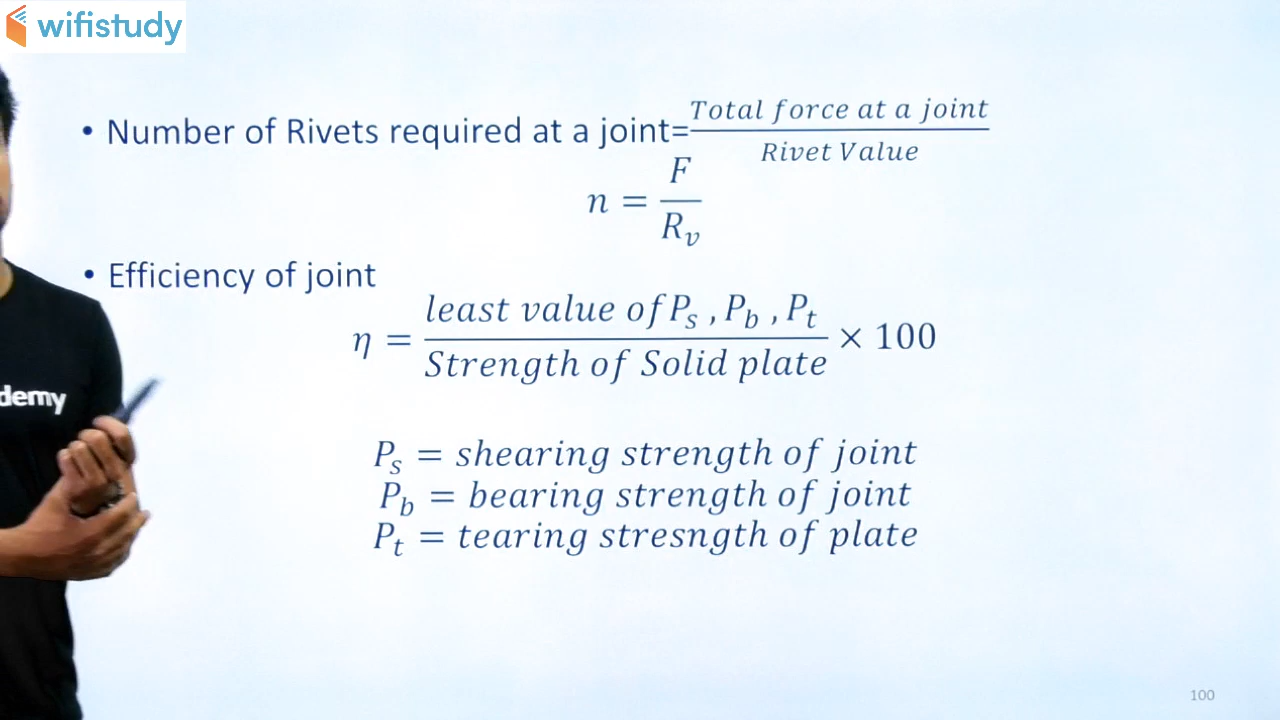 wifistudy
• Number of Rivets required at a joint= Total force at a joint / Rivet Value
n = F / R_v
• Efficiency of joint
η = least value of P_s , P_b , P_t / Strength of Solid plate × 100
P_s = shearing strength of joint
P_b = bearing strength of joint
P_t = tearing stresngth of plate
demy
100